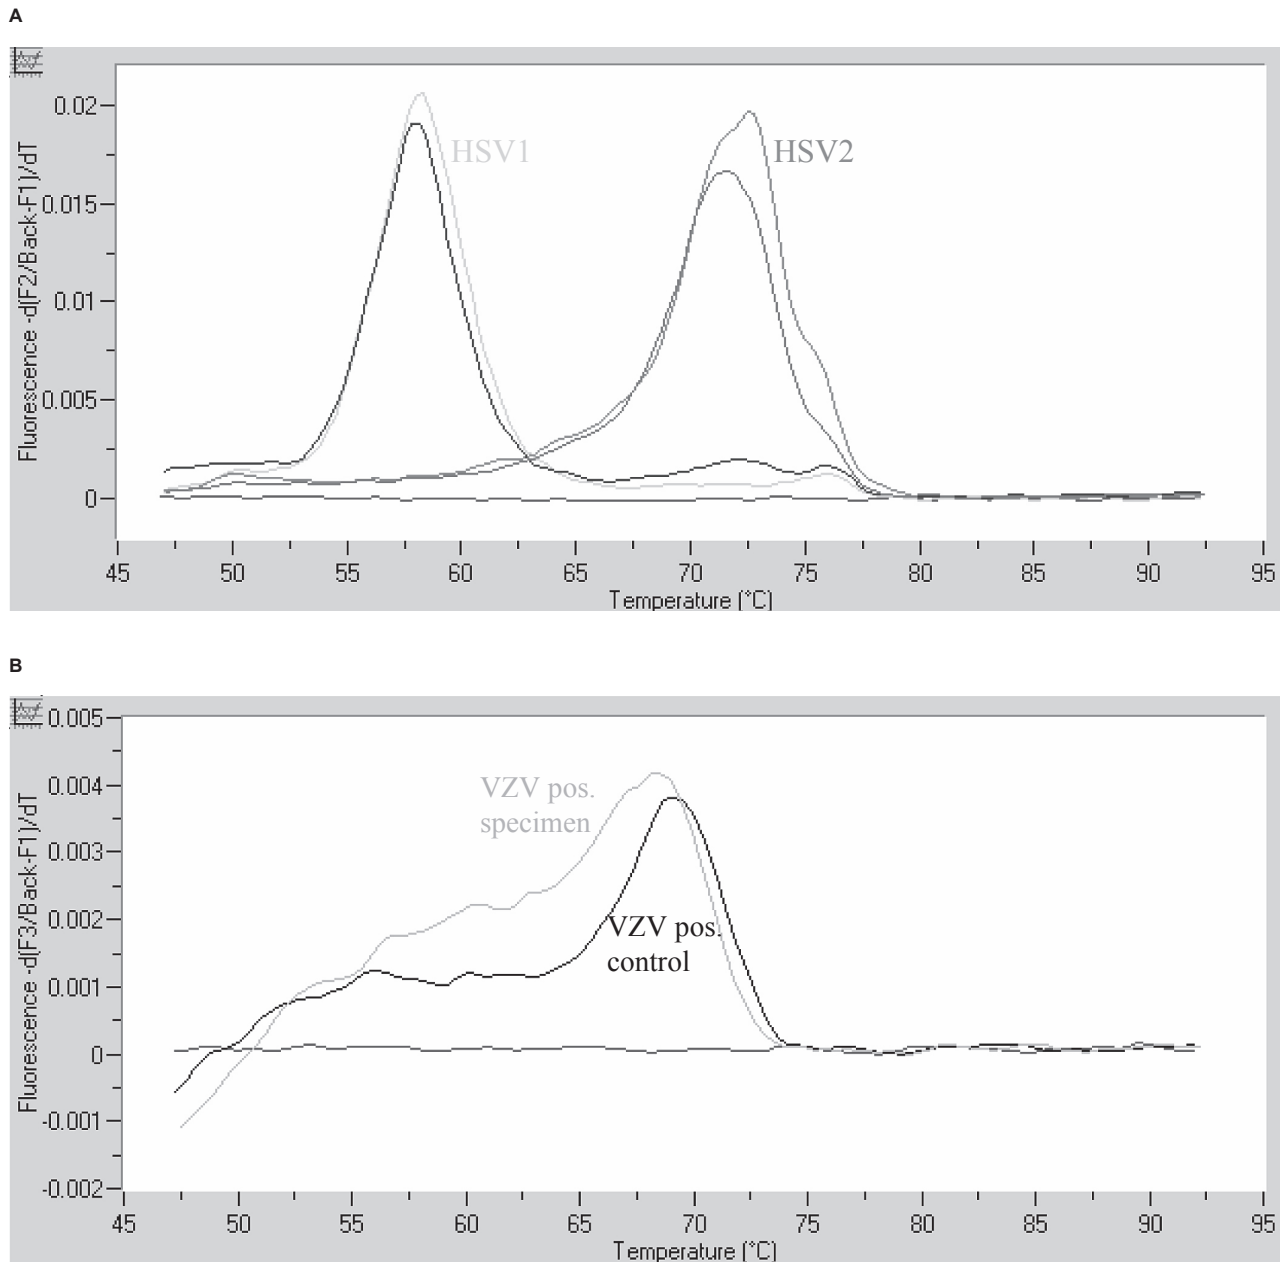 A
Fluorescence -d(F2/Back-F1)/dT
0.02
0.015
0.01
0.005
0
HSV1
HSV2
45 50 55 60 65 70 75 80 85 90 95
Temperature (°C)
B
Fluorescence -d(F3/Back-F1)/dT
0.005
0.004
0.003
0.002
0.001
0
-0.001
-0.002
VZV pos.
specimen
VZV pos.
control
45 50 55 60 65 70 75 80 85 90 95
Temperature (°C)